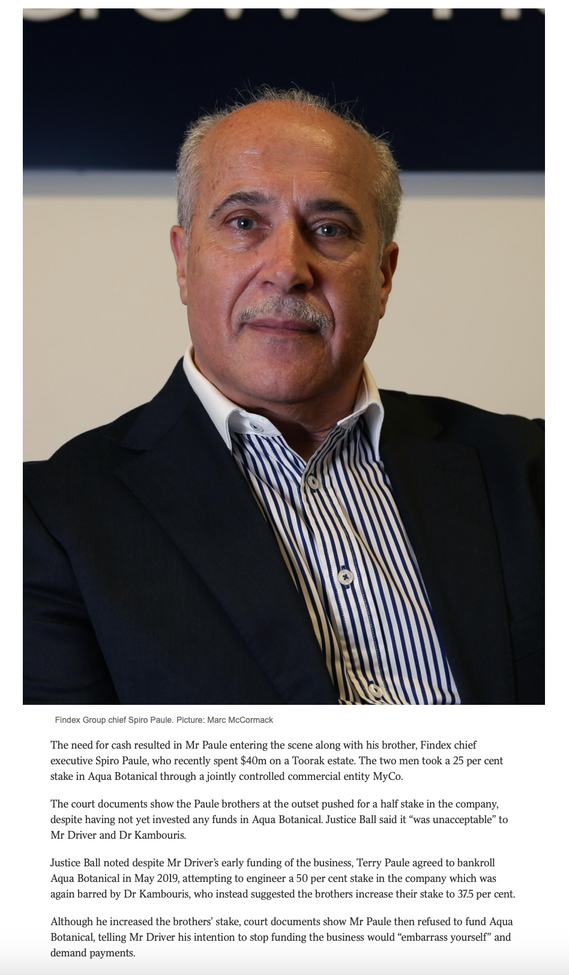 Findex Group chief Spiro Paule. Picture: Marc McCormack
The need for cash resulted in Mr Paule entering the scene along with his brother, Findex chief
executive Spiro Paule, who recently spent $40m on a Toorak estate. The two men took a 25 per cent
stake in Aqua Botanical through a jointly controlled commercial entity MyCo.
The court documents show the Paule brothers at the outset pushed for a half stake in the company,
despite having not yet invested any funds in Aqua Botanical. Justice Ball said it “was unacceptable” to
Mr Driver and Dr Kambouris.
Justice Ball noted despite Mr Driver’s early funding of the business, Terry Paule agreed to bankroll
Aqua Botanical in May 2019, attempting to engineer a 50 per cent stake in the company which was
again barred by Dr Kambouris, who instead suggested the brothers increase their stake to 37.5 per cent.
Although he increased the brothers’ stake, court documents show Mr Paule then refused to fund Aqua
Botanical, telling Mr Driver his intention to stop funding the business would “embarrass yourself” and
demand payments.